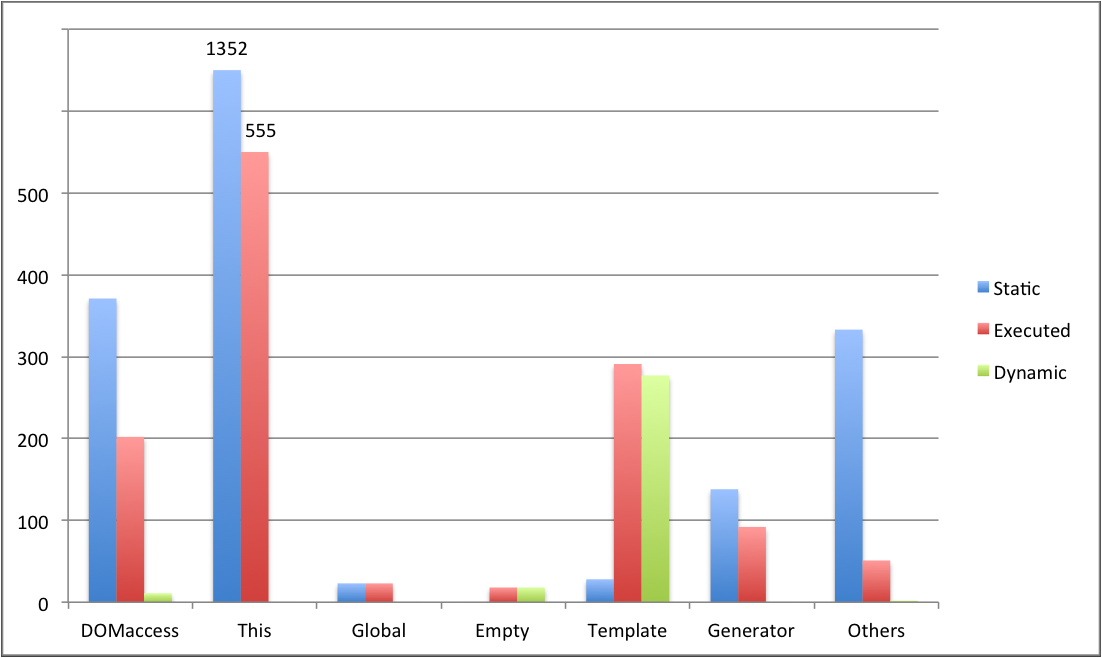 1352
555
500
400
300
200
100
0
DOMaccess This Global Empty Template Generator Others
Static
Executed
Dynamic